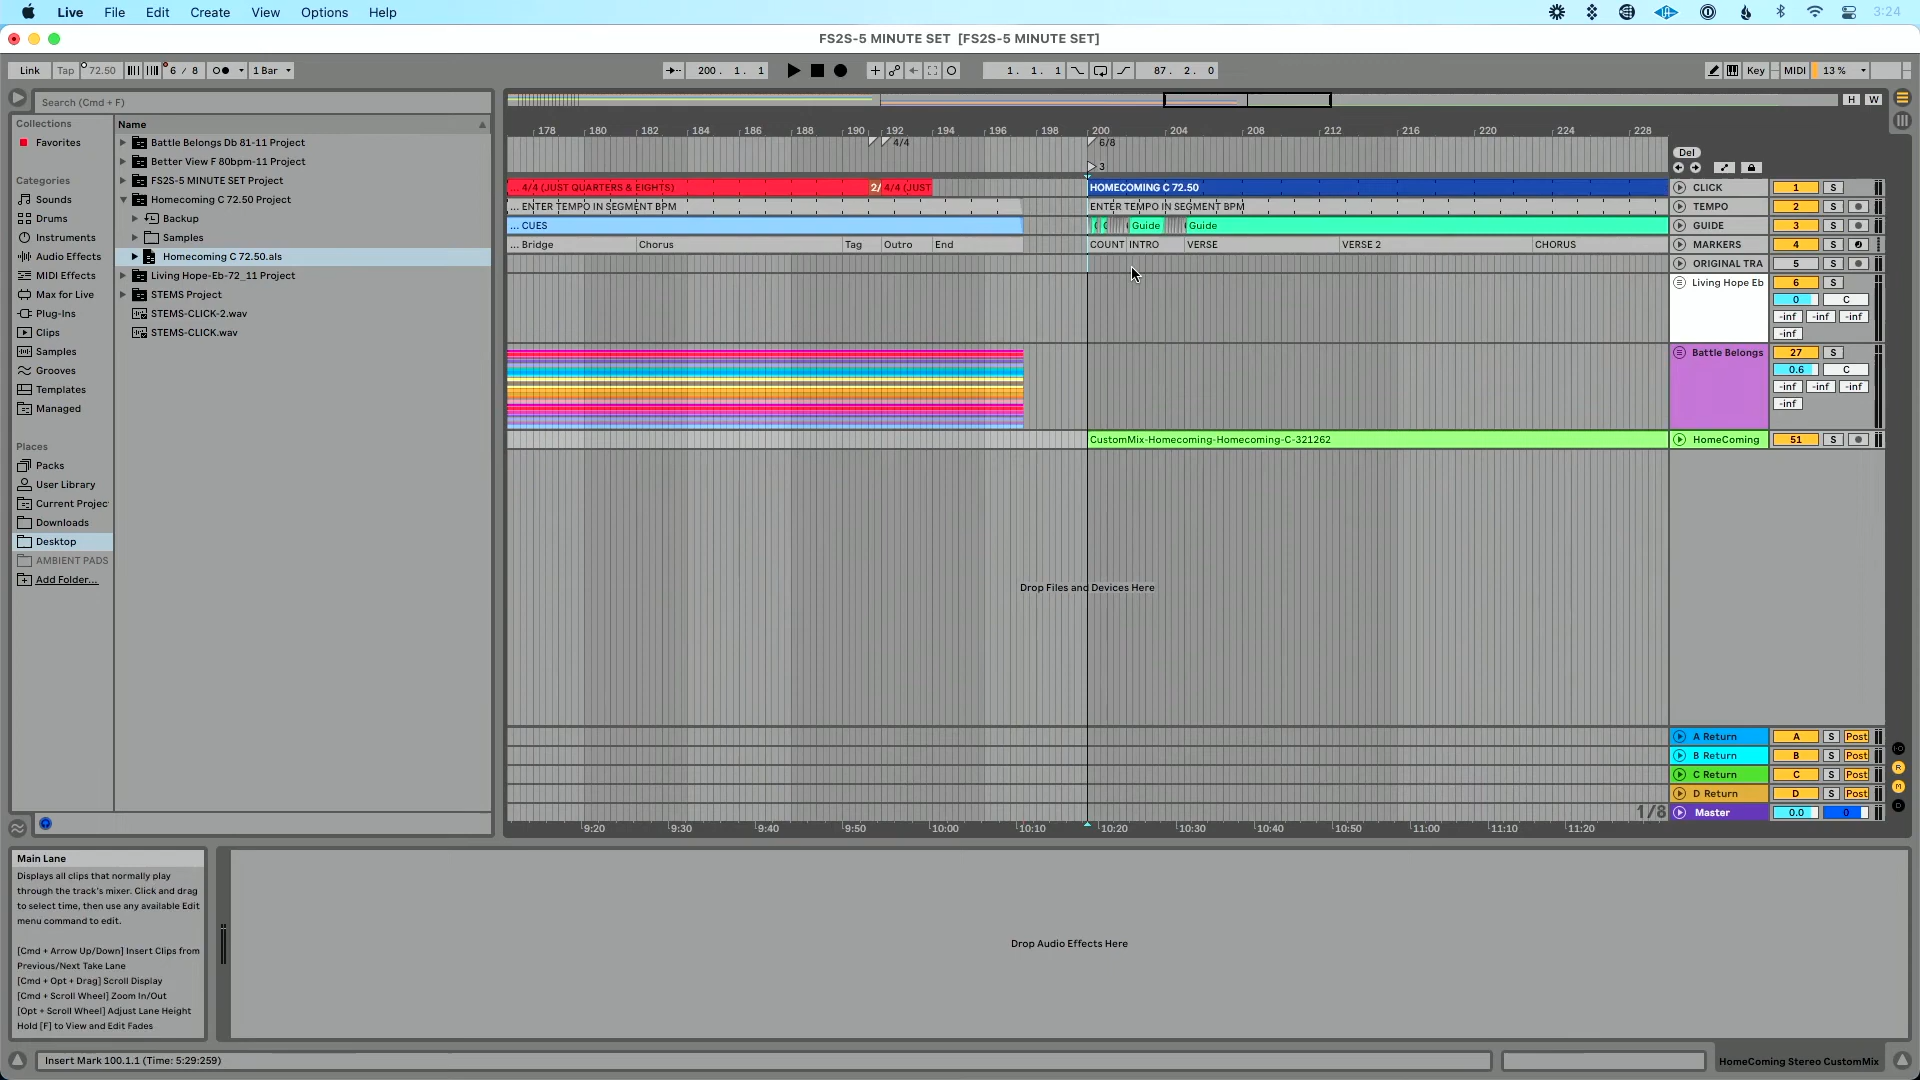 Live File Edit Create View Options Help 3:24
FS2S-5 MINUTE SET [FS2S-5 MINUTE SET]
Link Tap 72.50 6 / 8 1 Bar 200. 1. 1 1. 1. 1 87. 2. 0 Key MIDI 13 %
Search (Cmd + F)
H W
Collections
Favorites
Categories
Sounds
Drums
Instruments
Audio Effects
MIDI Effects
Max for Live
Plug-Ins
Clips
Samples
Grooves
Templates
Managed
Places
Packs
User Library
Current Projec
Downloads
Desktop
AMBIENT PADS
Add Folder...
Name
Battle Belongs Db 81-11 Project
Better View F 80bpm-11 Project
FS2S-5 MINUTE SET Project
Homecoming C 72.50 Project
Backup
Samples
Homecoming C 72.50.als
Living Hope-Eb-72_11 Project
STEMS Project
STEMS-CLICK-2.wav
STEMS-CLICK.wav
178 180 182 184 186 188 190 192 194 196 198 200 204 208 212 216 220 224 228
4/4 6/8
3
Del
... 4/4 (JUST QUARTERS & EIGHTS) 2/ 4/4 (JUST HOMECOMING C 72.50 CLICK 1 S
... ENTER TEMPO IN SEGMENT BPM ENTER TEMPO IN SEGMENT BPM TEMPO 2 S
... CUES Guide Guide GUIDE 3 S
... Bridge Chorus Tag Outro End COUNT INTRO VERSE VERSE 2 CHORUS MARKERS 4 S
ORIGINAL TRA 5 S
Living Hope Eb 6 S
0 C
-inf -inf -inf
-inf
Battle Belongs 27 S
0.6 C
-inf -inf -inf
-inf
CustomMix-Homecoming-Homecoming-C-321262 HomeComing 51 S
Drop Files and Devices Here
A Return A S Post
B Return B S Post
C Return C S Post
D Return D S Post
1/8 Master 0.0 0
9:20 9:30 9:40 9:50 10:00 10:10 10:20 10:30 10:40 10:50 11:00 11:10 11:20
Main Lane
Displays all clips that normally play
through the track's mixer. Click and drag
to select time, then use any available Edit
menu command to edit.
[Cmd + Arrow Up/Down] Insert Clips from
Previous/Next Take Lane
[Cmd + Opt + Drag] Scroll Display
[Cmd + Scroll Wheel] Zoom In/Out
[Opt + Scroll Wheel] Adjust Lane Height
Hold [F] to View and Edit Fades
Drop Audio Effects Here
Insert Mark 100.1.1 (Time: 5:29:259)
HomeComing Stereo CustomMix